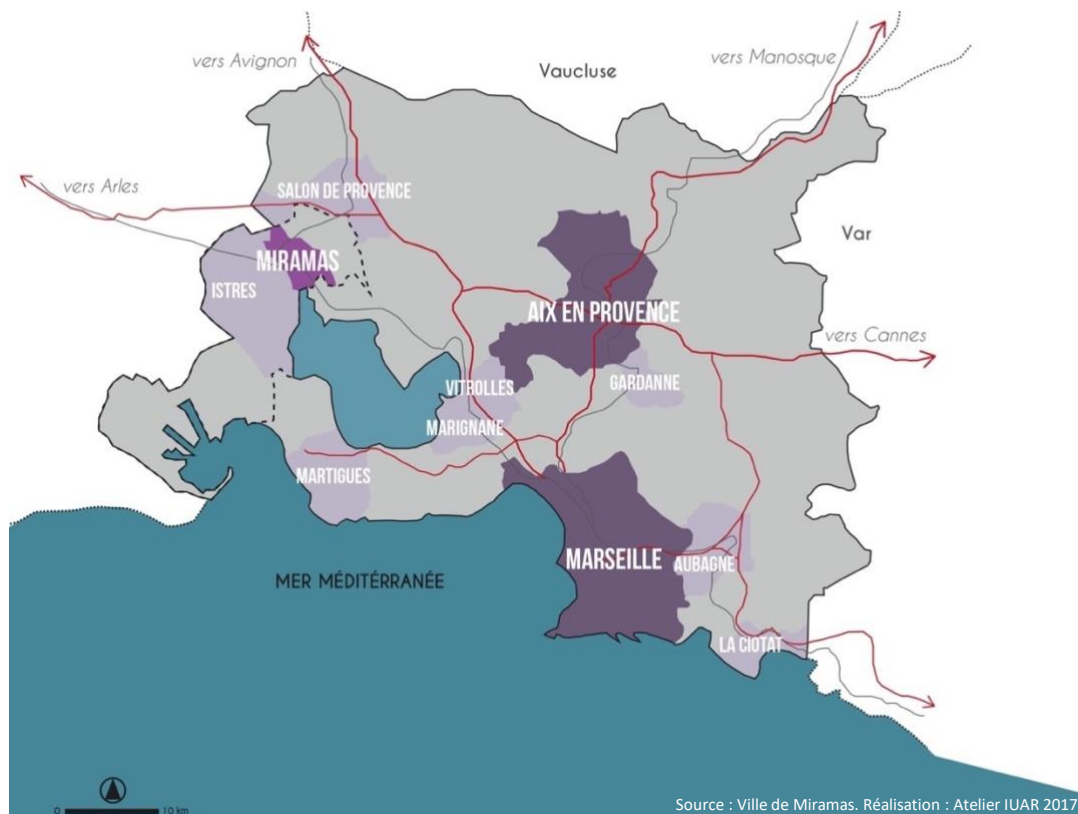 vers Avignon
vers Manosque
Vaucluse
vers Arles
SALON DE PROVENCE
Var
MIRAMAS
ISTRES
AIX EN PROVENCE
vers Cannes
VITROLLES
GARDANNE
MARIGNANE
MARTIGUES
MARSEILLE
AUBAGNE
MER MÉDITÉRRANÉE
LA CIOTAT
0 10 km
Source : Ville de Miramas. Réalisation : Atelier IUAR 2017